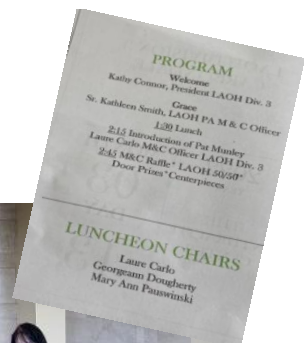 PROGRAM
Welcome
Kathy Connor, President LAOH Div. 3
Grace
Sr. Kathleen Smith, LAOH PA M & C Officer
1:30 Lunch
2:15 Introduction of Pat Munley
Laure Carlo M&C Officer LAOH Div. 3
2:45 M&C Raffle* LAOH 50/50*
Door Prizes*Centerpieces
LUNCHEON CHAIRS
Laure Carlo
Georgeann Dougherty
Mary Ann Pauswinski